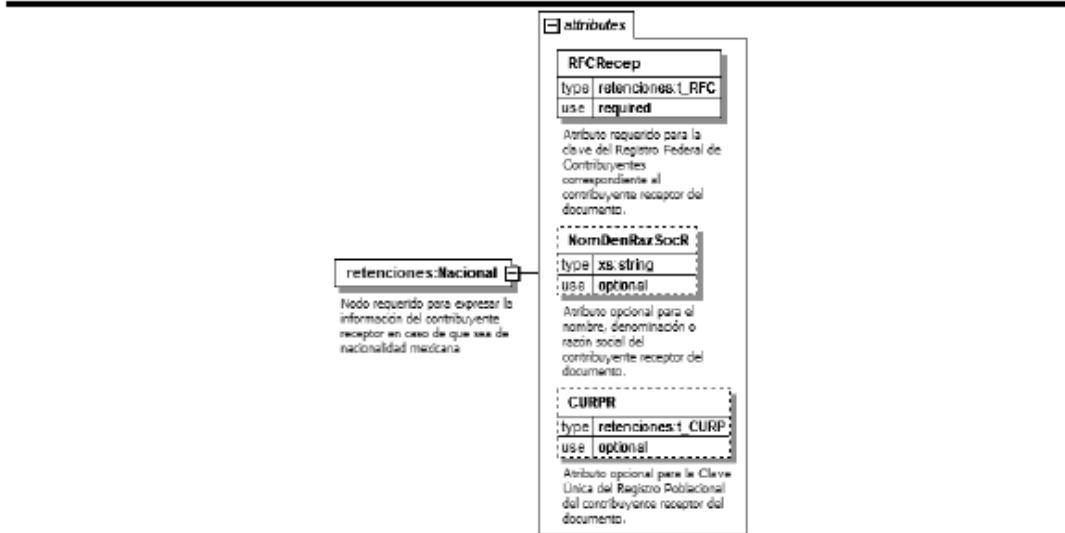 attributes
RFCRecep
type retenciones:t_RFC
use required
Atributo requerido para la
clave del Registro Federal de
Contribuyentes
correspondiente al
contribuyente receptor del
documento.
NomDenRazSocR
type xs:string
use optional
Atributo opcional para el
nombre, denominación o
razón social del
contribuyente receptor del
documento.
retenciones:Nacional
Nodo requerido para expresar la
información del contribuyente
receptor en caso de que sea de
nacionalidad mexicana
CURPR
type retenciones:t_CURP
use optional
Atributo opcional para la Clave
Única del Registro Poblacional
del contribuyente receptor del
documento.